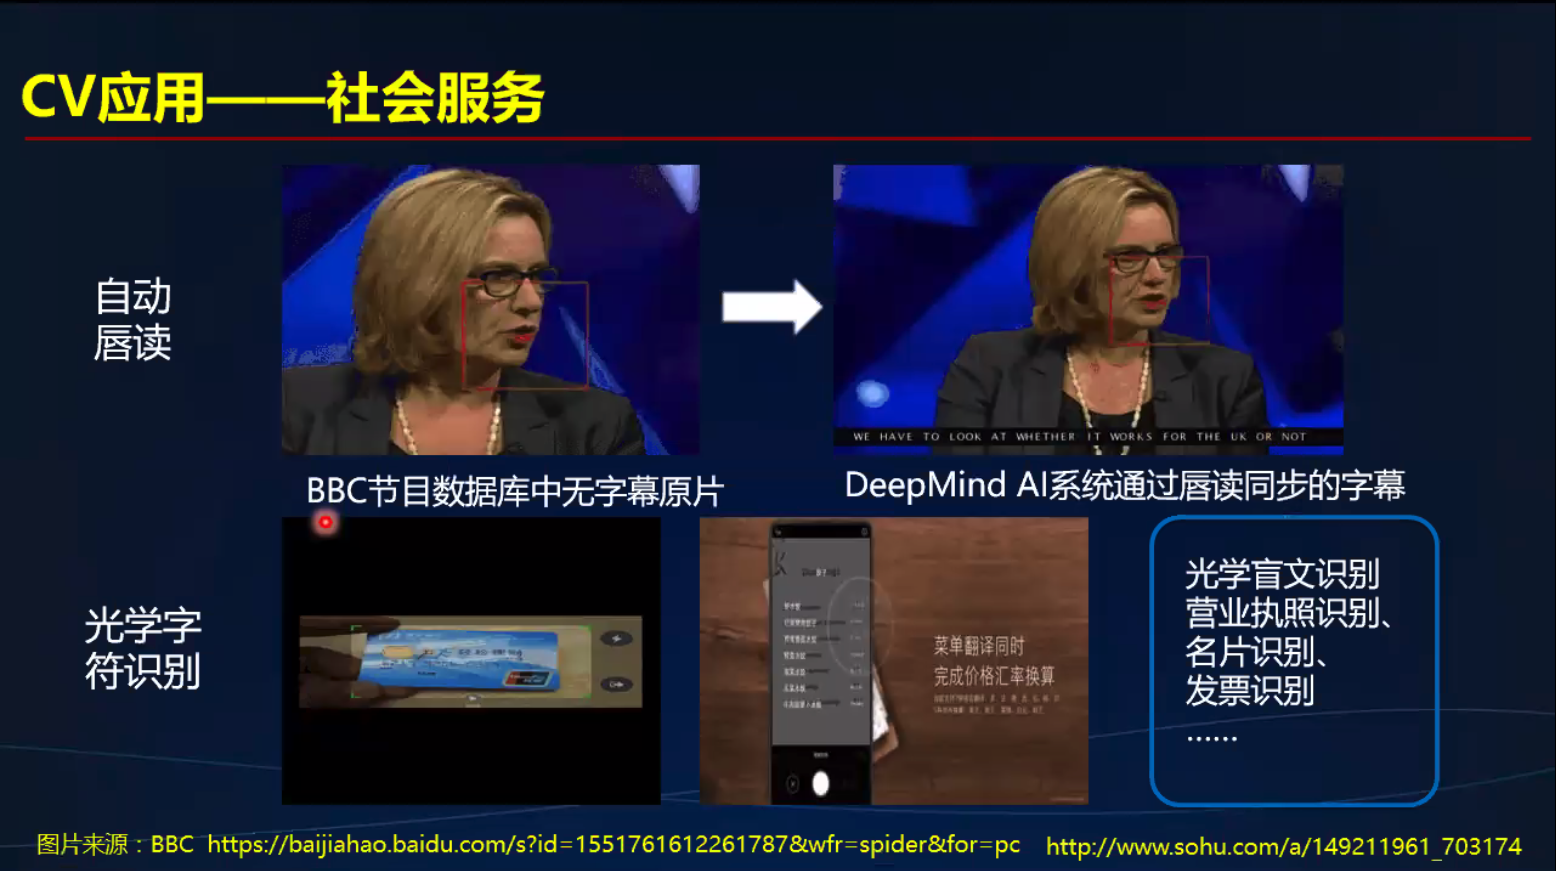 CV应用——社会服务
自动
唇读
WE HAVE TO LOOK AT WHETHER IT WORKS FOR THE UK OR NOT
BBC节目数据库中无字幕原片
DeepMind AI系统通过唇读同步的字幕
光学字
符识别
菜单翻译同时
完成价格汇率换算
光学盲文识别
营业执照识别、
名片识别、
发票识别
……
图片来源：BBC https://baijiahao.baidu.com/s?id=1551761612261787&wfr=spider&for=pc
http://www.sohu.com/a/149211961_703174